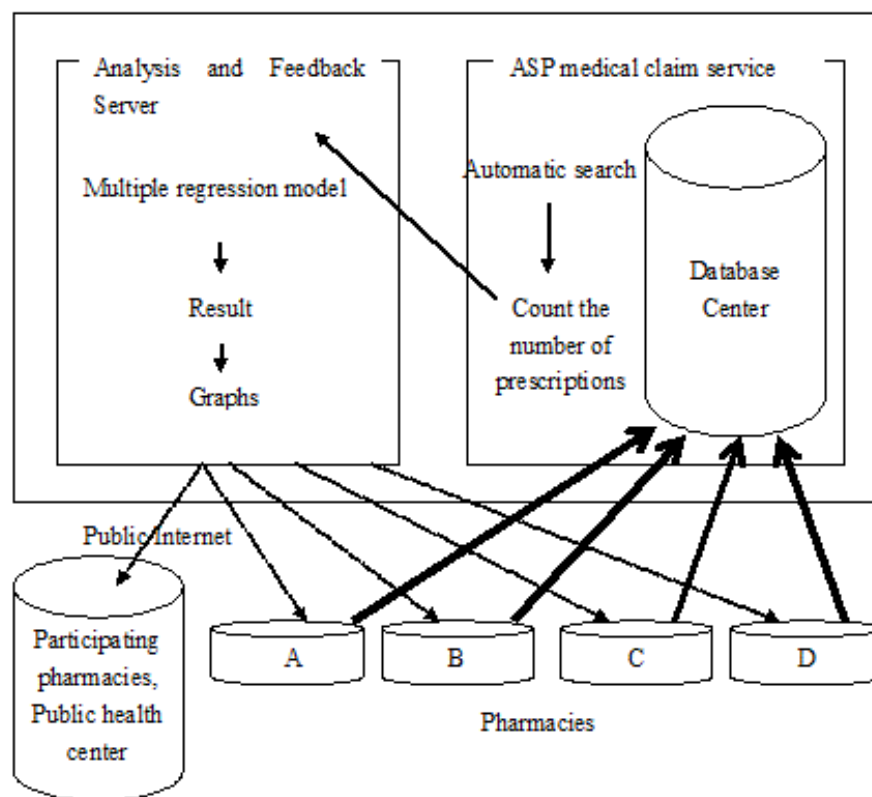 Analysis and Feedback
Server
Multiple regression model
Result
Graphs
ASP medical claim service
Automatic search
Count the
number of
prescriptions
Database
Center
Public Internet
Participating
pharmacies,
Public health
center
A
B
C
D
Pharmacies